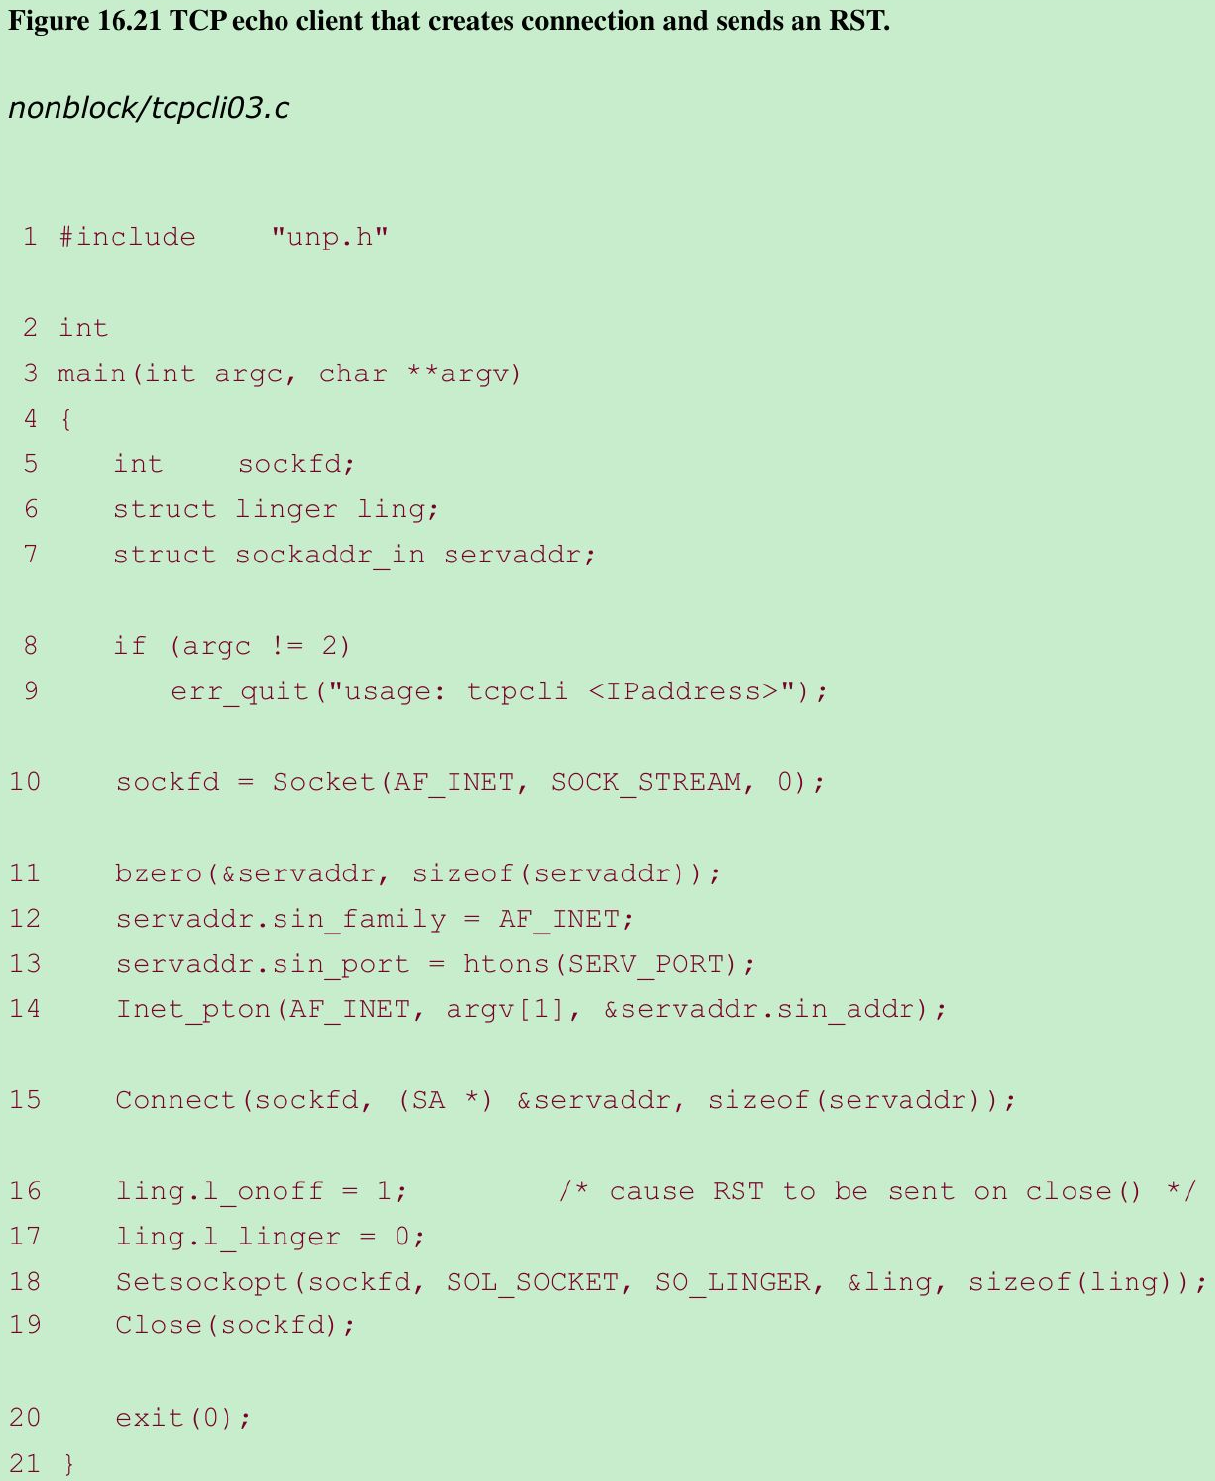 Figure 16.21 TCP echo client that creates connection and sends an RST.
nonblock/tcpcli03.c
1 #include    "unp.h"
2 int
3 main(int argc, char **argv)
4 {
5    int    sockfd;
6    struct linger ling;
7    struct sockaddr_in servaddr;
8    if (argc != 2)
9       err_quit("usage: tcpcli <IPaddress>");
10    sockfd = Socket(AF_INET, SOCK_STREAM, 0);
11    bzero(&servaddr, sizeof(servaddr));
12    servaddr.sin_family = AF_INET;
13    servaddr.sin_port = htons(SERV_PORT);
14    Inet_pton(AF_INET, argv[1], &servaddr.sin_addr);
15    Connect(sockfd, (SA *) &servaddr, sizeof(servaddr));
16    ling.l_onoff = 1;        /* cause RST to be sent on close() */
17    ling.l_linger = 0;
18    Setsockopt(sockfd, SOL_SOCKET, SO_LINGER, &ling, sizeof(ling));
19    Close(sockfd);
20    exit(0);
21 }